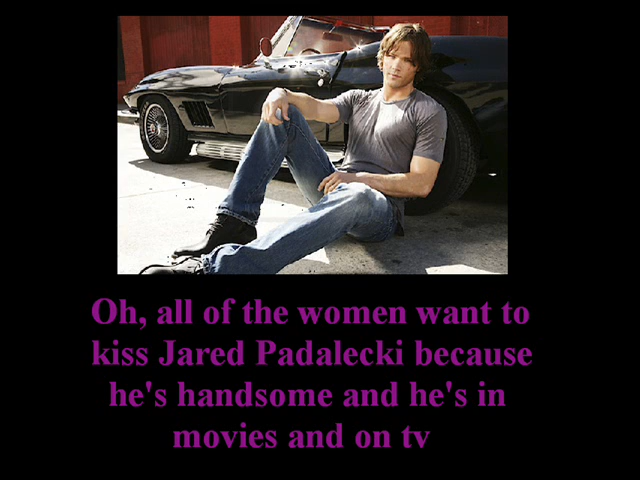 Oh, all of the women want to
kiss Jared Padalecki because
he's handsome and he's in
movies and on tv